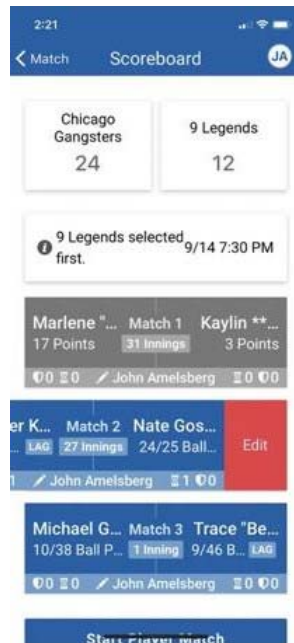 2:21
Match Scoreboard JA
Chicago Gangsters
24
9 Legends
12
9 Legends selected first.
9/14 7:30 PM
Marlene "... Match 1 Kaylin **...
17 Points 31 Innings 3 Points
0 0 John Amelsberg 0 0
er K... Match 2 Nate Gos...
... LAG 27 Innings 24/25 Ball...
Edit
1 John Amelsberg 1 0
Michael G... Match 3 Trace "Be...
10/38 Ball P... 1 Inning 9/46 B... LAG
0 0 John Amelsberg 0 0
Start Player Match